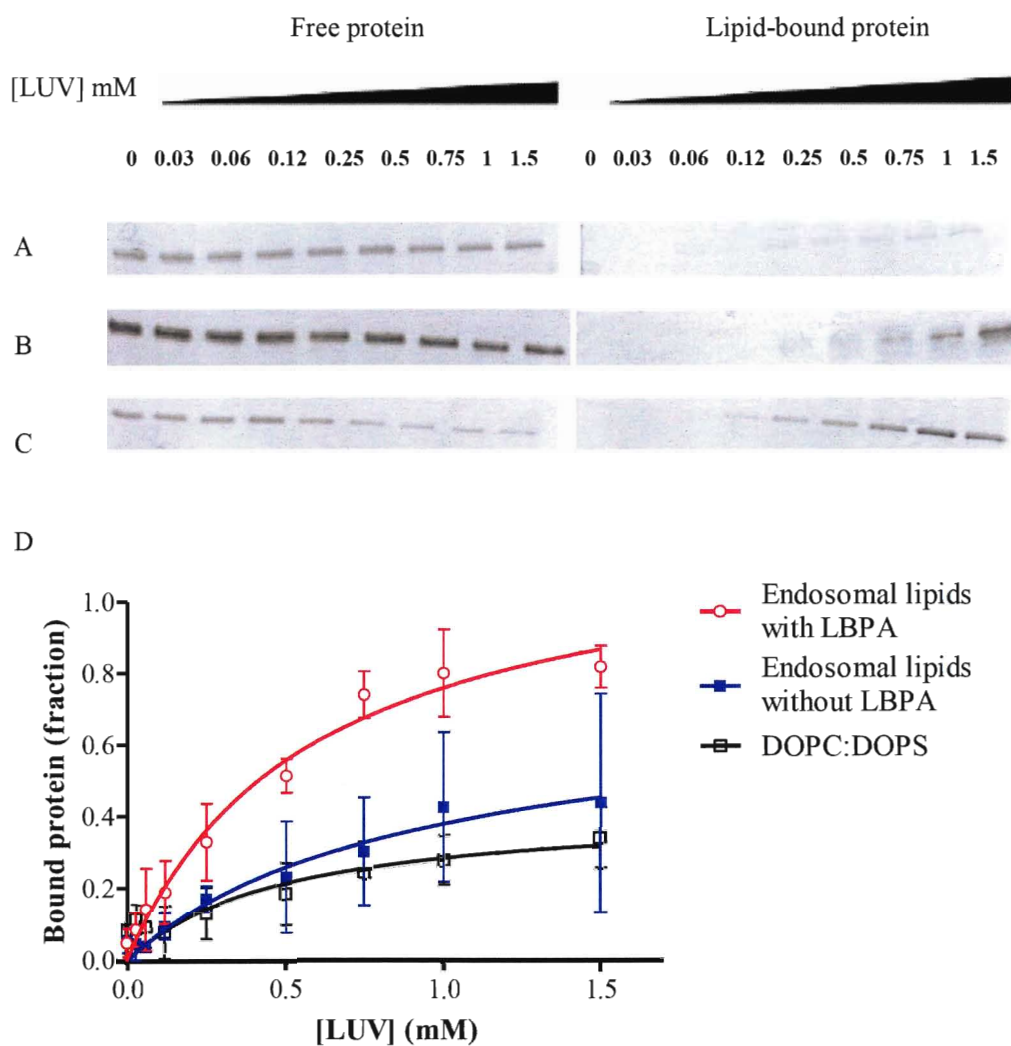 Free protein Lipid-bound protein
[LUV] mM
0 0.03 0.06 0.12 0.25 0.5 0.75 1 1.5 0 0.03 0.06 0.12 0.25 0.5 0.75 1 1.5
A
B
C
D
1.0
0.8
0.6
0.4
0.2
0.0
Bound protein (fraction)
0.0 0.5 1.0 1.5
[LUV] (mM)
Endosomal lipids
with LBPA
Endosomal lipids
without LBPA
DOPC:DOPS